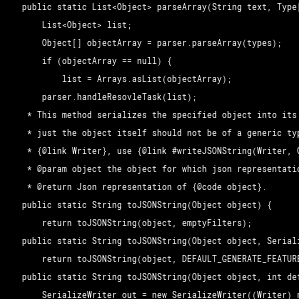 public static List<Object> parseArray(String text, Type[
List<Object> list;
Object[] objectArray = parser.parseArray(types);
if (objectArray == null) {
list = Arrays.asList(objectArray);
parser.handleResovleTask(list);
* This method serializes the specified object into its
* just the object itself should not be of a generic typ
* {@link Writer}, use {@link #writeJSONString(Writer,
* @param object the object for which json representatio
* @return Json representation of {@code object}.
public static String toJSONString(Object object) {
return toJSONString(object, emptyFilters);
public static String toJSONString(Object object, Seriali
return toJSONString(object, DEFAULT_GENERATE_FEATURE
public static String toJSONString(Object object, int def
SerializeWriter out = new SerializeWriter((Writer) n